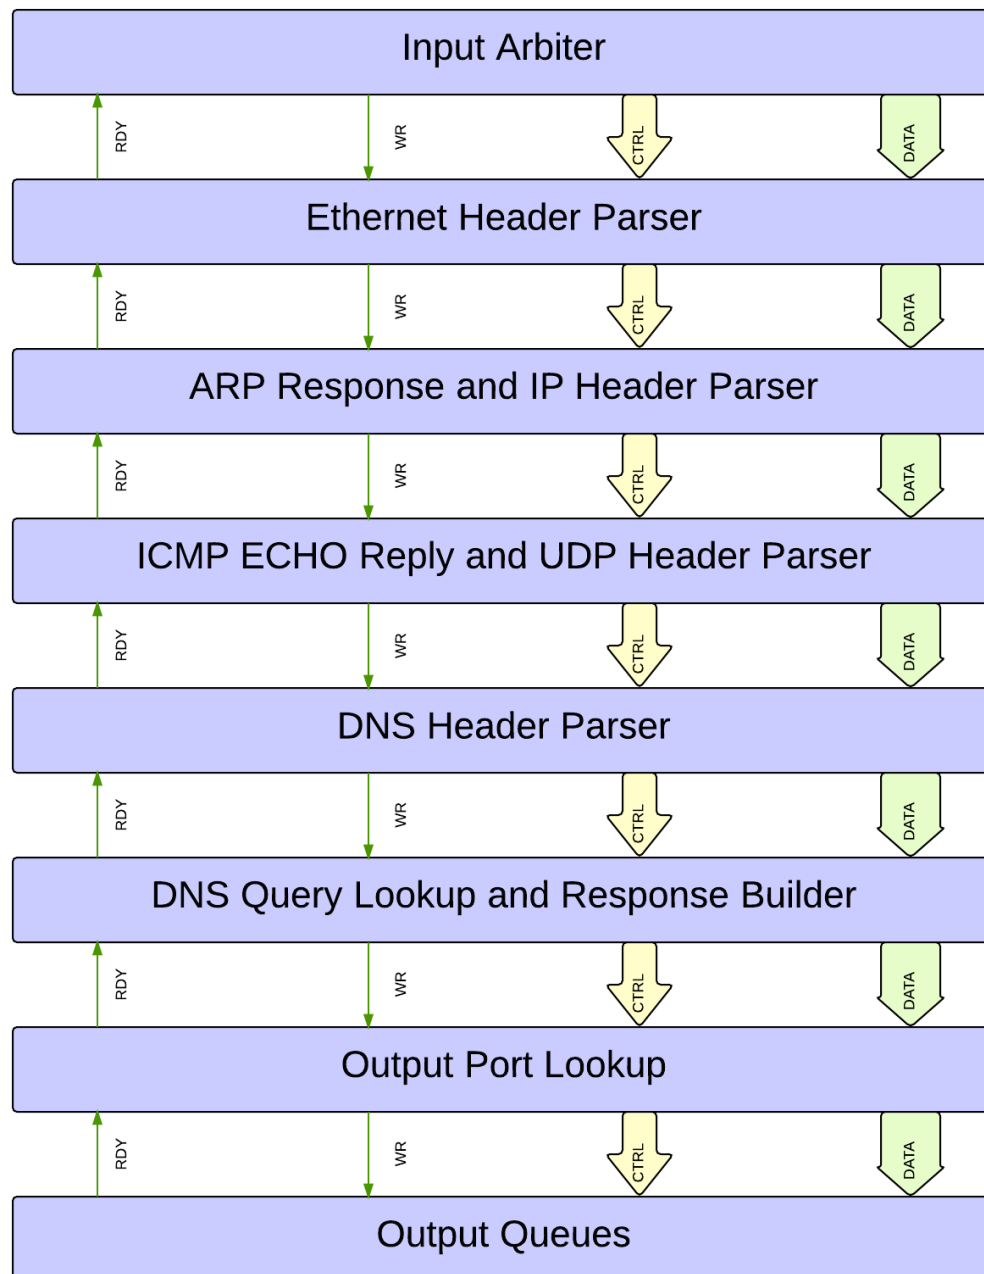 Input Arbiter
RDY
WR
CTRL
DATA
Ethernet Header Parser
RDY
WR
CTRL
DATA
ARP Response and IP Header Parser
RDY
WR
CTRL
DATA
ICMP ECHO Reply and UDP Header Parser
RDY
WR
CTRL
DATA
DNS Header Parser
RDY
WR
CTRL
DATA
DNS Query Lookup and Response Builder
RDY
WR
CTRL
DATA
Output Port Lookup
RDY
WR
CTRL
DATA
Output Queues